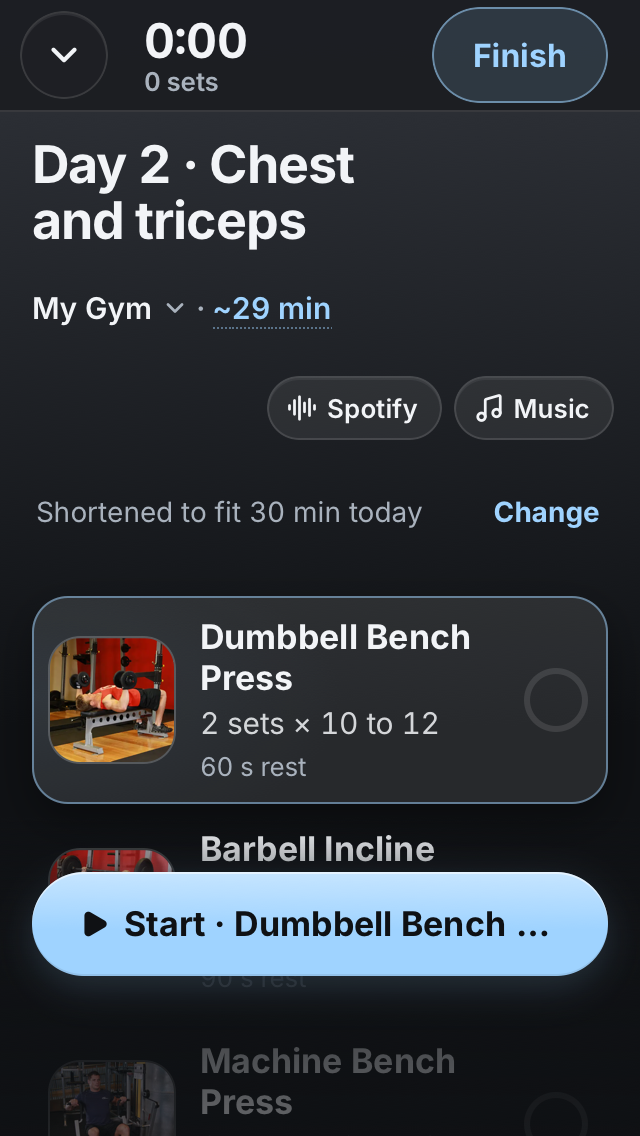 0:00
0 sets
Finish
Day 2 · Chest
and triceps
My Gym · ~29 min
Spotify
Music
Shortened to fit 30 min today
Change
Dumbbell Bench
Press
2 sets × 10 to 12
60 s rest
Barbell Incline
Start · Dumbbell Bench ...
90 s rest
Machine Bench
Press